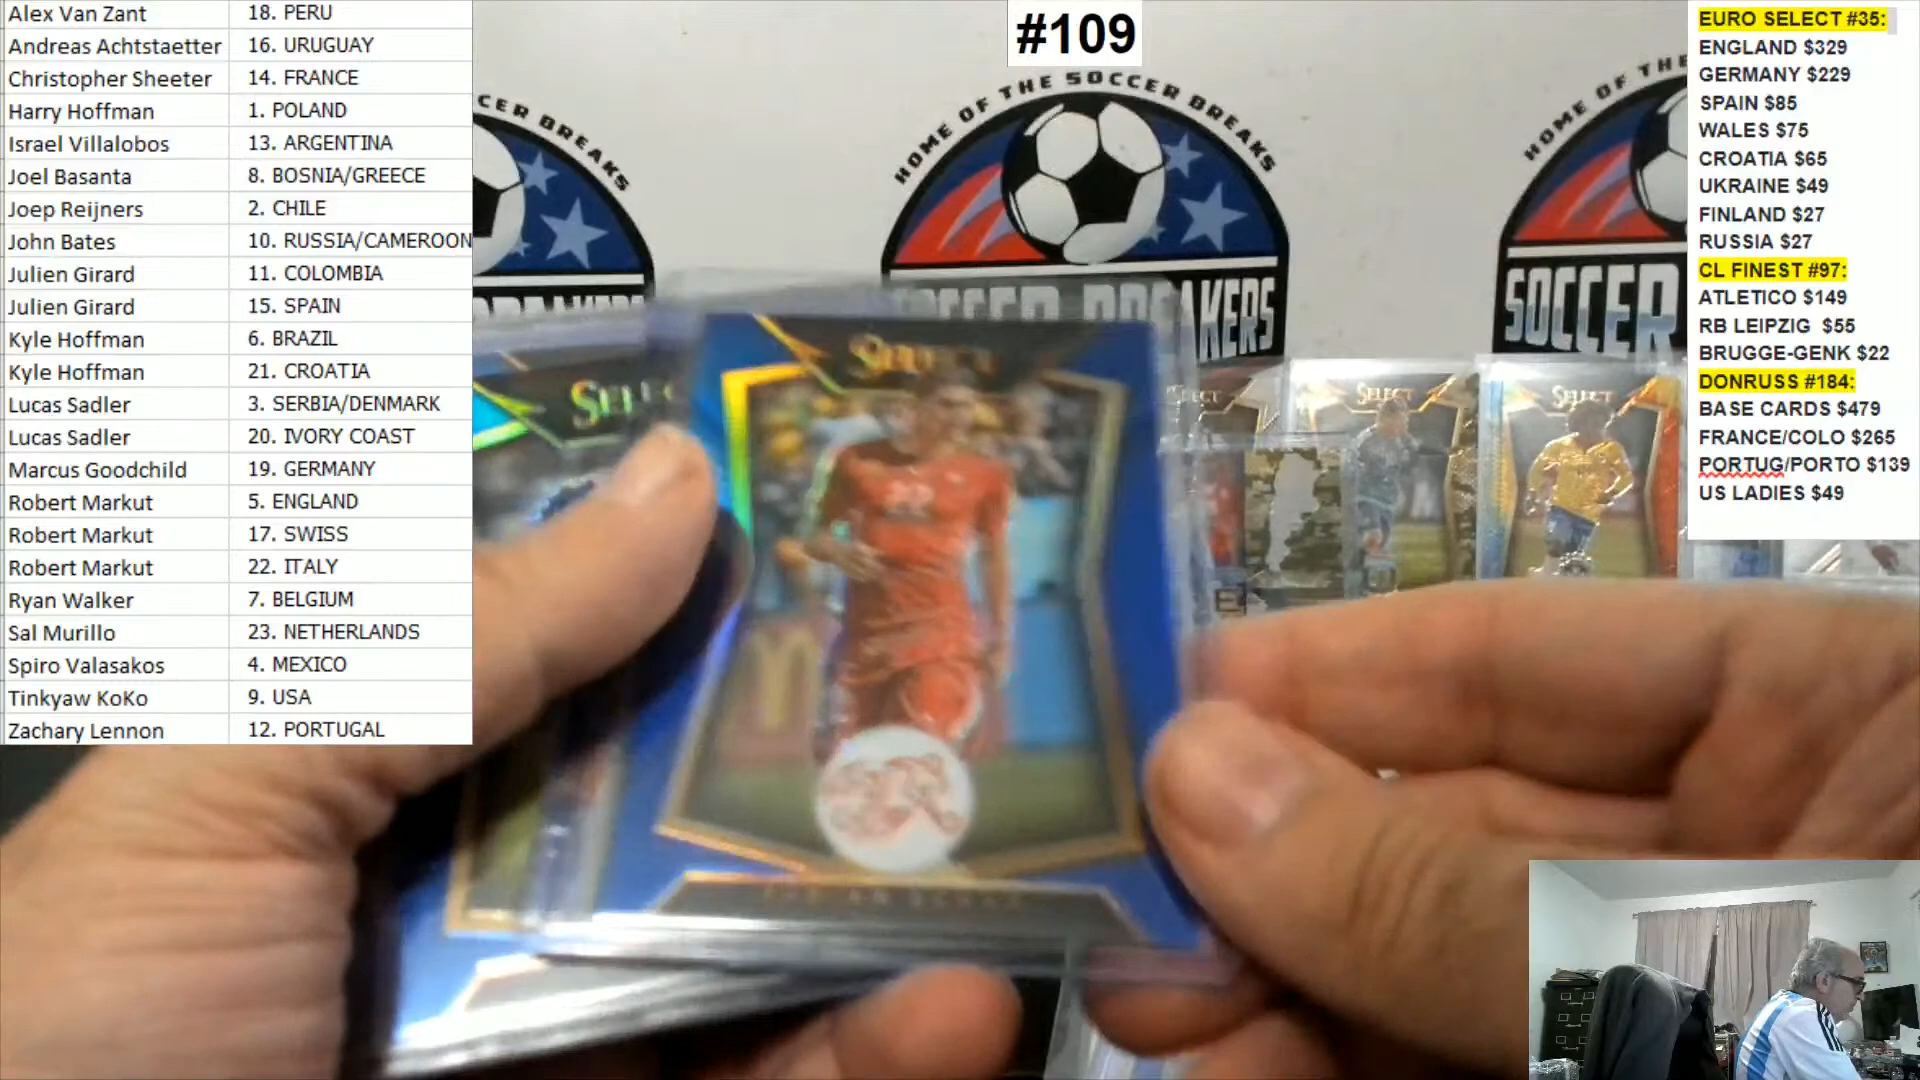 Alex Van Zant 18. PERU
Andreas Achtstaetter 16. URUGUAY
Christopher Sheeter 14. FRANCE
Harry Hoffman 1. POLAND
Israel Villalobos 13. ARGENTINA
Joel Basanta 8. BOSNIA/GREECE
Joep Reijners 2. CHILE
John Bates 10. RUSSIA/CAMEROON
Julien Girard 11. COLOMBIA
Julien Girard 15. SPAIN
Kyle Hoffman 6. BRAZIL
Kyle Hoffman 21. CROATIA
Lucas Sadler 3. SERBIA/DENMARK
Lucas Sadler 20. IVORY COAST
Marcus Goodchild 19. GERMANY
Robert Markut 5. ENGLAND
Robert Markut 17. SWISS
Robert Markut 22. ITALY
Ryan Walker 7. BELGIUM
Sal Murillo 23. NETHERLANDS
Spiro Valasakos 4. MEXICO
Tinkyaw KoKo 9. USA
Zachary Lennon 12. PORTUGAL
#109
CER BREAKS
HOME OF THE SOCCER BREAKS
SOCCER BREAKERS
HOME OF THE
SOCCER
SELECT
SELECT
SELECT
EURO SELECT #35:
ENGLAND $329
GERMANY $229
SPAIN $85
WALES $75
CROATIA $65
UKRAINE $49
FINLAND $27
RUSSIA $27
CL FINEST #97:
ATLETICO $149
RB LEIPZIG $55
BRUGGE-GENK $22
DONRUSS #184:
BASE CARDS $479
FRANCE/COLO $265
PORTUG/PORTO $139
US LADIES $49